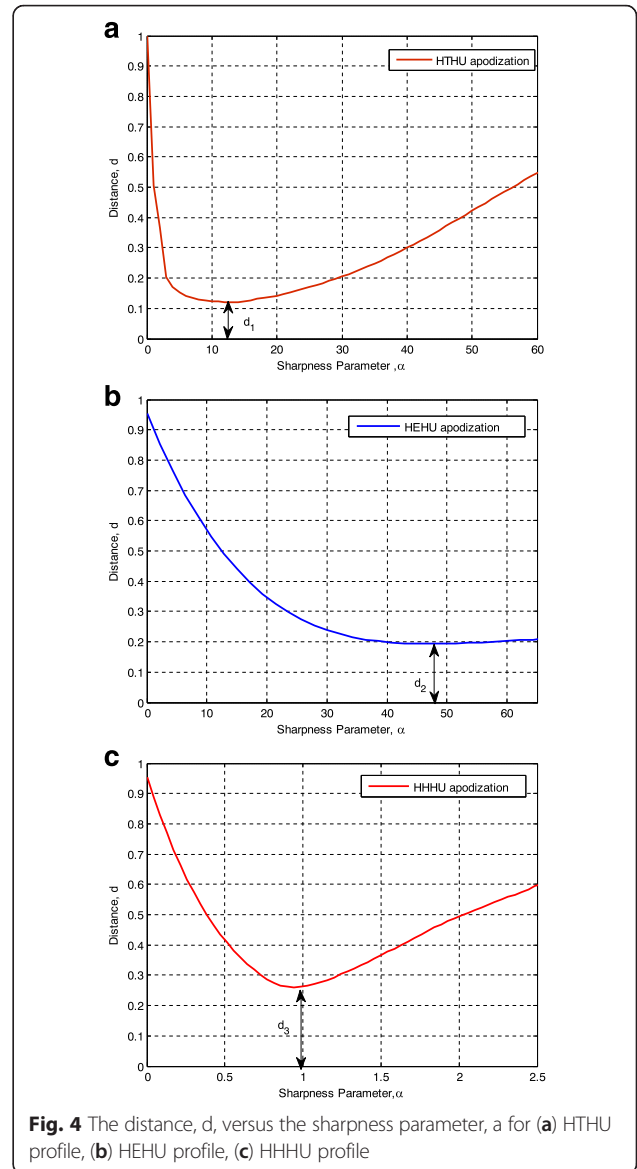 a
HTHU apodization
1
0.9
0.8
0.7
0.6
0.5
0.4
0.3
0.2
0.1
0
Distance, d
d1
0 10 20 30 40 50 60
Sharpness Parameter ,α
b
HEHU apodization
1
0.9
0.8
0.7
0.6
0.5
0.4
0.3
0.2
0.1
0
Distance, d
d2
0 10 20 30 40 50 60
Sharpness Parameter, α
c
HHHU apodization
1
0.9
0.8
0.7
0.6
0.5
0.4
0.3
0.2
0.1
0
Distance, d
d3
0 0.5 1 1.5 2 2.5
Sharpness Parameter,α
Fig. 4 The distance, d, versus the sharpness parameter, a for (a) HTHU
profile, (b) HEHU profile, (c) HHHU profile